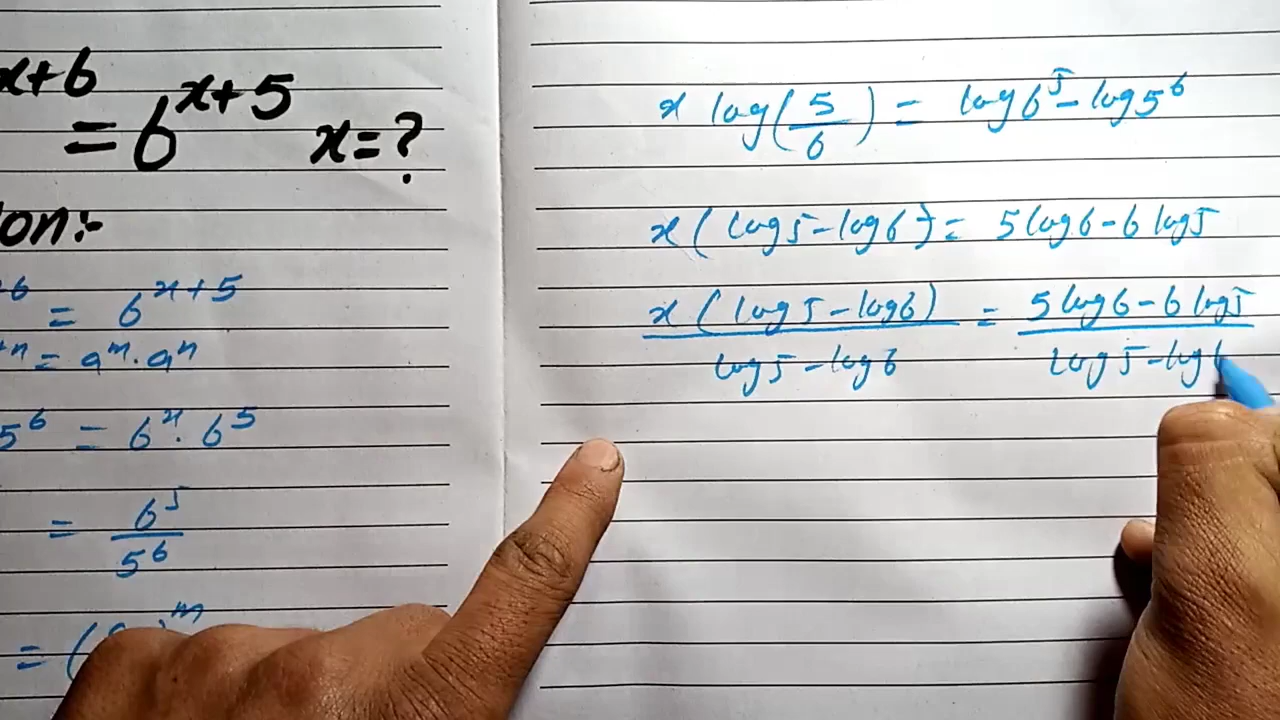 x+6 = 6^x+5 x=?
on:-
+6 = 6^x+5
+n = a^m . a^n
5^6 = 6^x . 6^5
= 6^5/5^6
= ( )^m
x log(5/6) = log6^5 - log5^6
x(log5-log6) = 5log6-6log5
x(log5-log6)/log5-log6 = 5log6-6log5/log5-log6